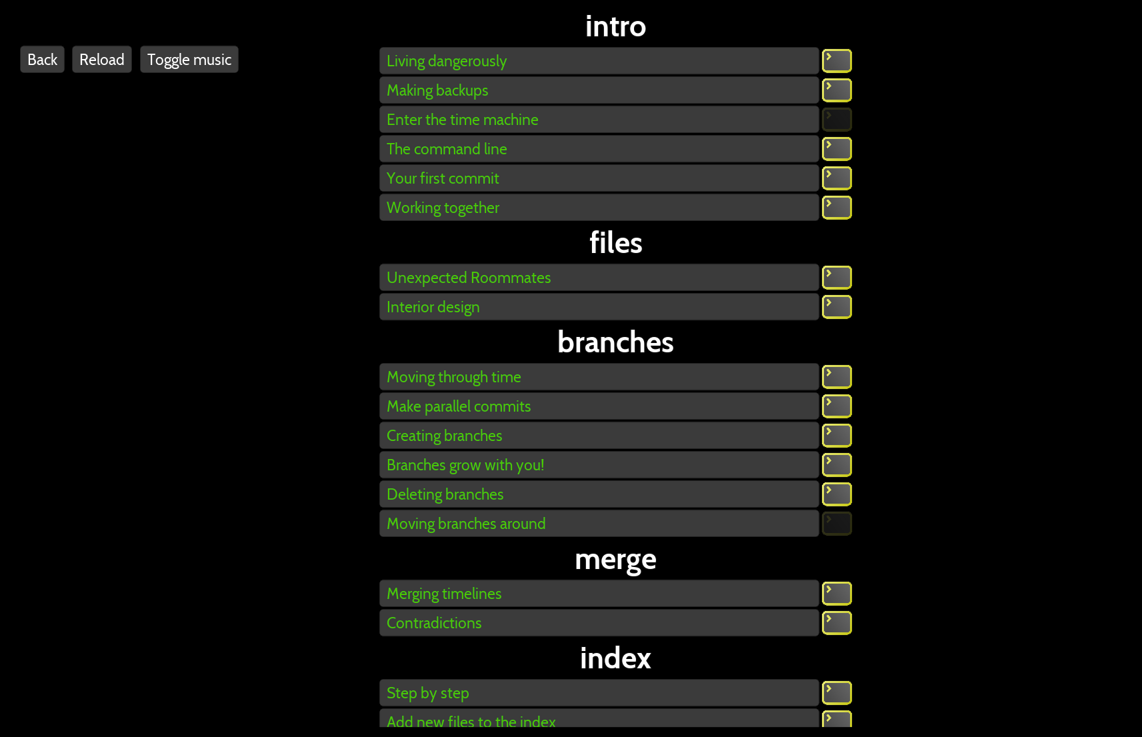 intro
Back
Reload
Toggle music
Living dangerously
Making backups
Enter the time machine
The command line
Your first commit
Working together
files
Unexpected Roommates
Interior design
branches
Moving through time
Make parallel commits
Creating branches
Branches grow with you!
Deleting branches
Moving branches around
merge
Merging timelines
Contradictions
index
Step by step
Add new files to the index